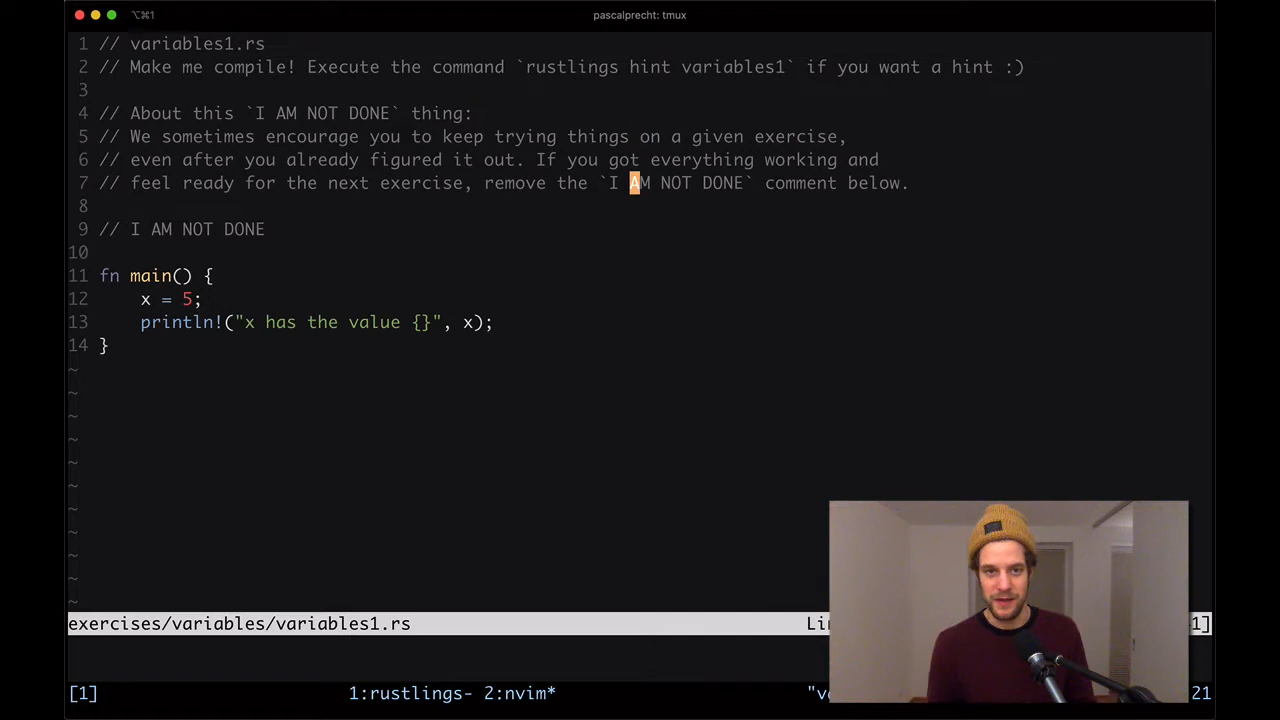 ⌥⌘1
pascalprecht: tmux
1 // variables1.rs
2 // Make me compile! Execute the command `rustlings hint variables1` if you want a hint :)
3
4 // About this `I AM NOT DONE` thing:
5 // We sometimes encourage you to keep trying things on a given exercise,
6 // even after you already figured it out. If you got everything working and
7 // feel ready for the next exercise, remove the `I AM NOT DONE` comment below.
8
9 // I AM NOT DONE
10
11 fn main() {
12     x = 5;
13     println!("x has the value {}", x);
14 }
~
~
~
~
~
~
~
~
~
~
~
exercises/variables/variables1.rs 1]
[1] 1:rustlings- 2:nvim* 21